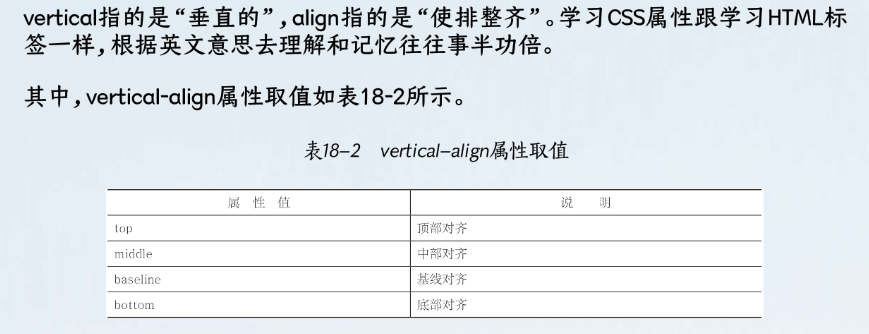 vertical指的是“垂直的”,align指的是“使排整齐”。学习CSS属性跟学习HTML标
签一样,根据英文意思去理解和记忆往往事半功倍。
其中,vertical-align属性取值如表18-2所示。
表18-2 vertical-align属性取值
属 性 值 说 明
top 顶部对齐
middle 中部对齐
baseline 基线对齐
bottom 底部对齐